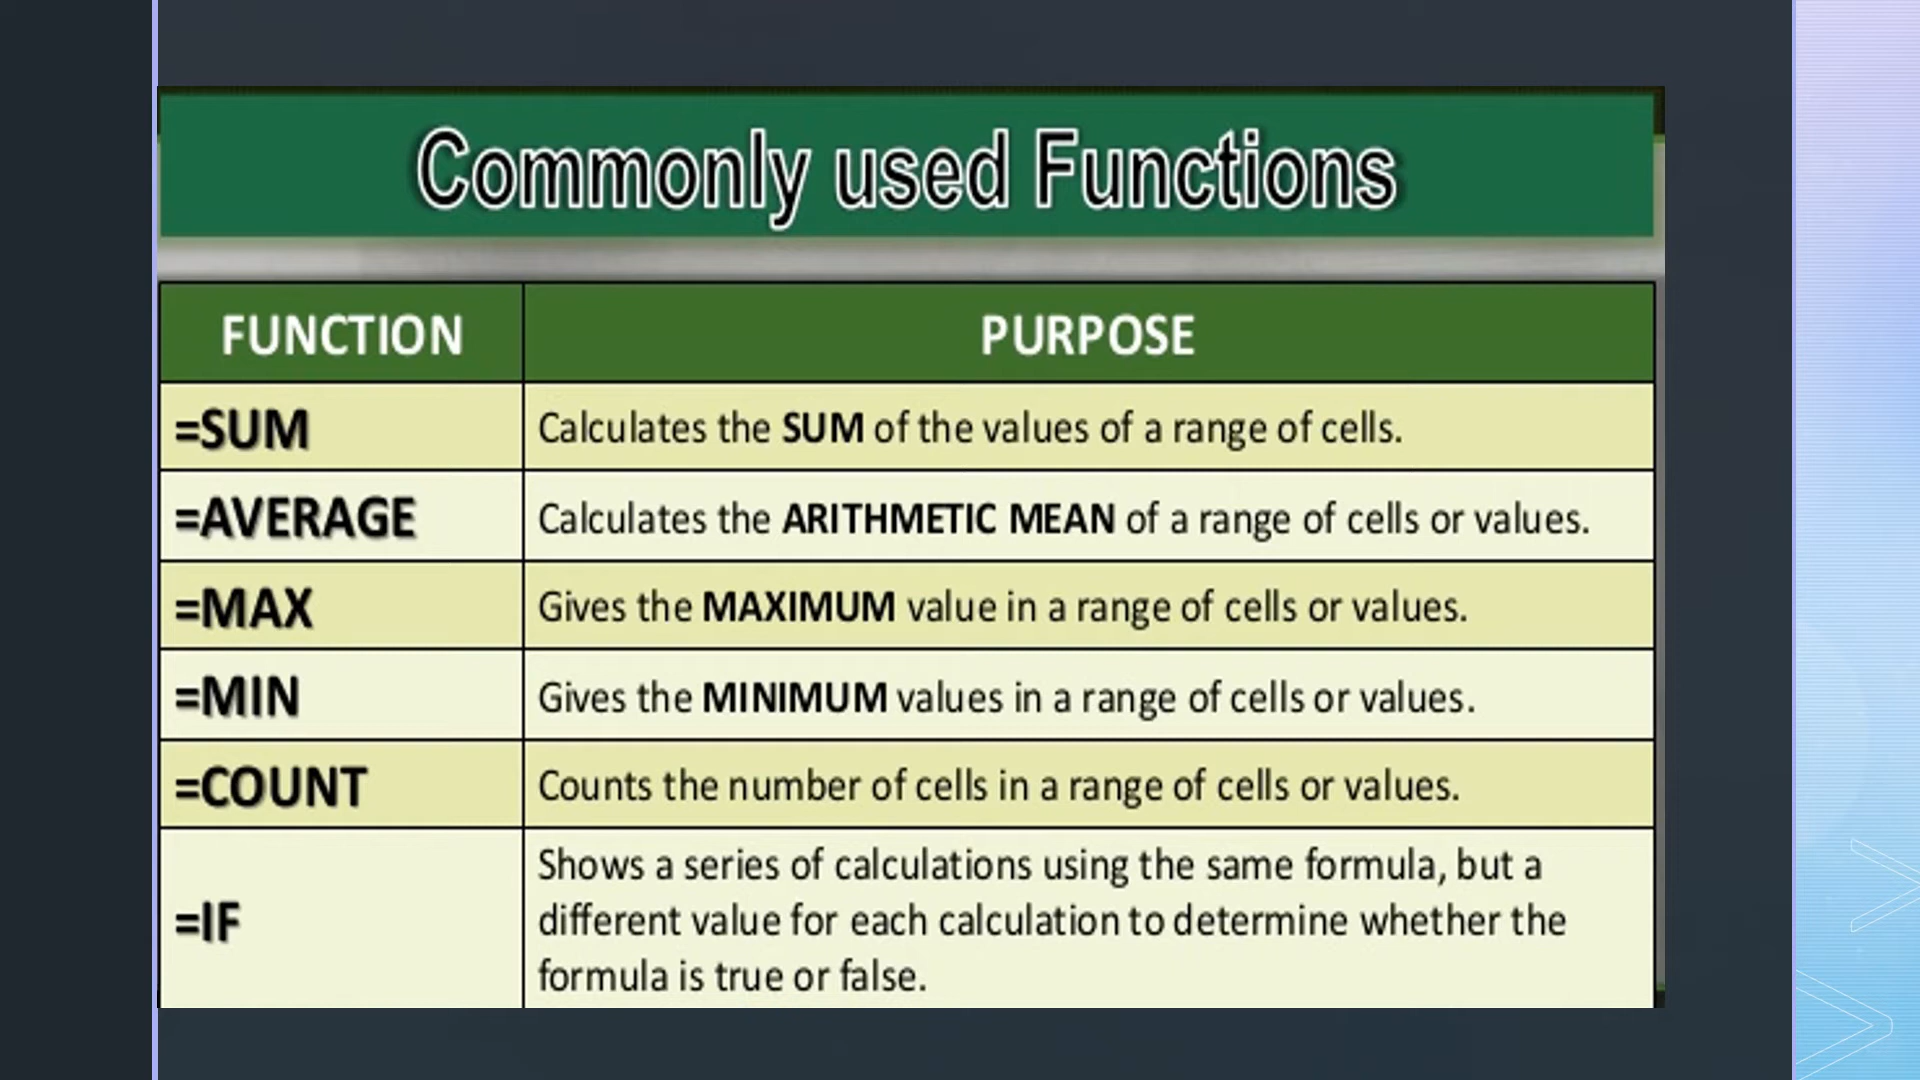 Commonly used Functions
FUNCTION PURPOSE
=SUM Calculates the SUM of the values of a range of cells.
=AVERAGE Calculates the ARITHMETIC MEAN of a range of cells or values.
=MAX Gives the MAXIMUM value in a range of cells or values.
=MIN Gives the MINIMUM values in a range of cells or values.
=COUNT Counts the number of cells in a range of cells or values.
=IF Shows a series of calculations using the same formula, but a
different value for each calculation to determine whether the
formula is true or false.